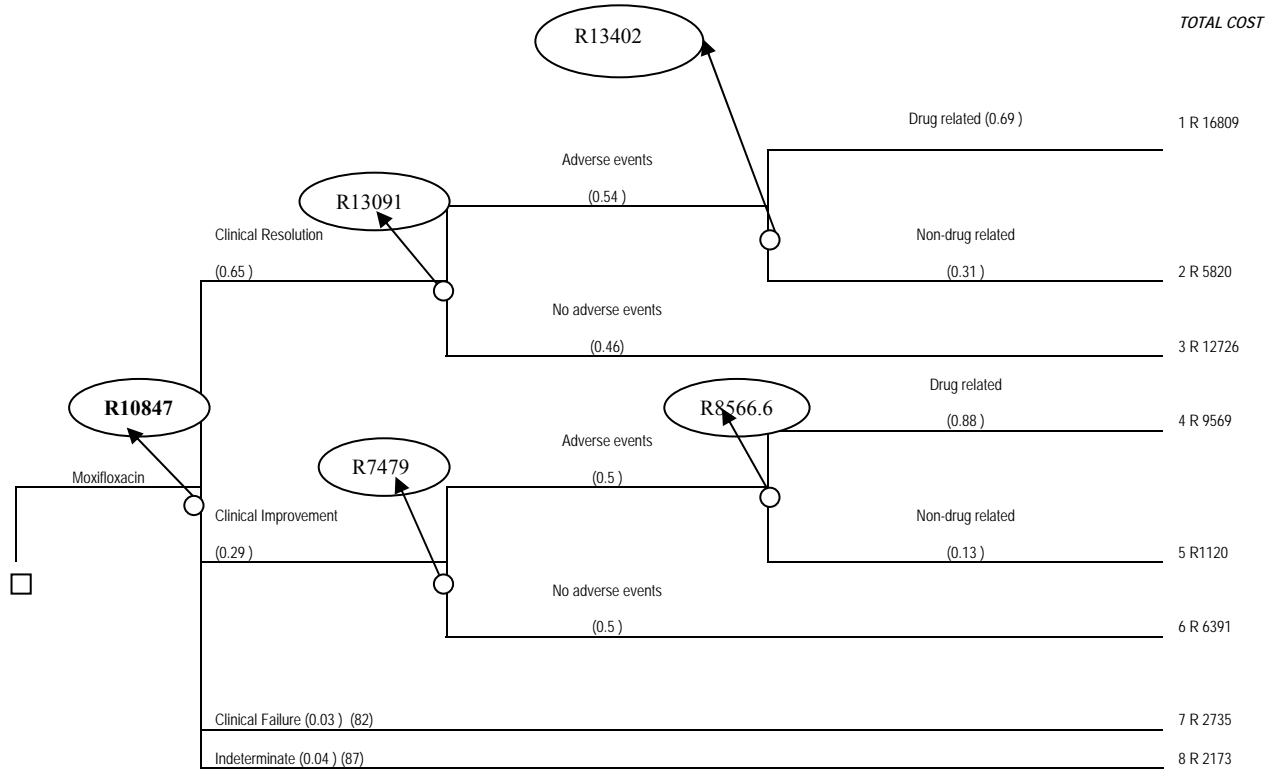 TOTAL COST
R13402
Drug related (0.69 )
1 R 16809
Adverse events
(0.54 )
R13091
Clinical Resolution
(0.65 )
Non-drug related
(0.31 )
2 R 5820
No adverse events
(0.46)
3 R 12726
R10847
Moxifloxacin
Drug related
(0.88 )
4 R 9569
R8566.6
Adverse events
(0.5 )
R7479
Clinical Improvement
(0.29 )
Non-drug related
(0.13 )
5 R1120
No adverse events
(0.5 )
6 R 6391
Clinical Failure (0.03 ) (82)
7 R 2735
Indeterminate (0.04 ) (87)
8 R 2173